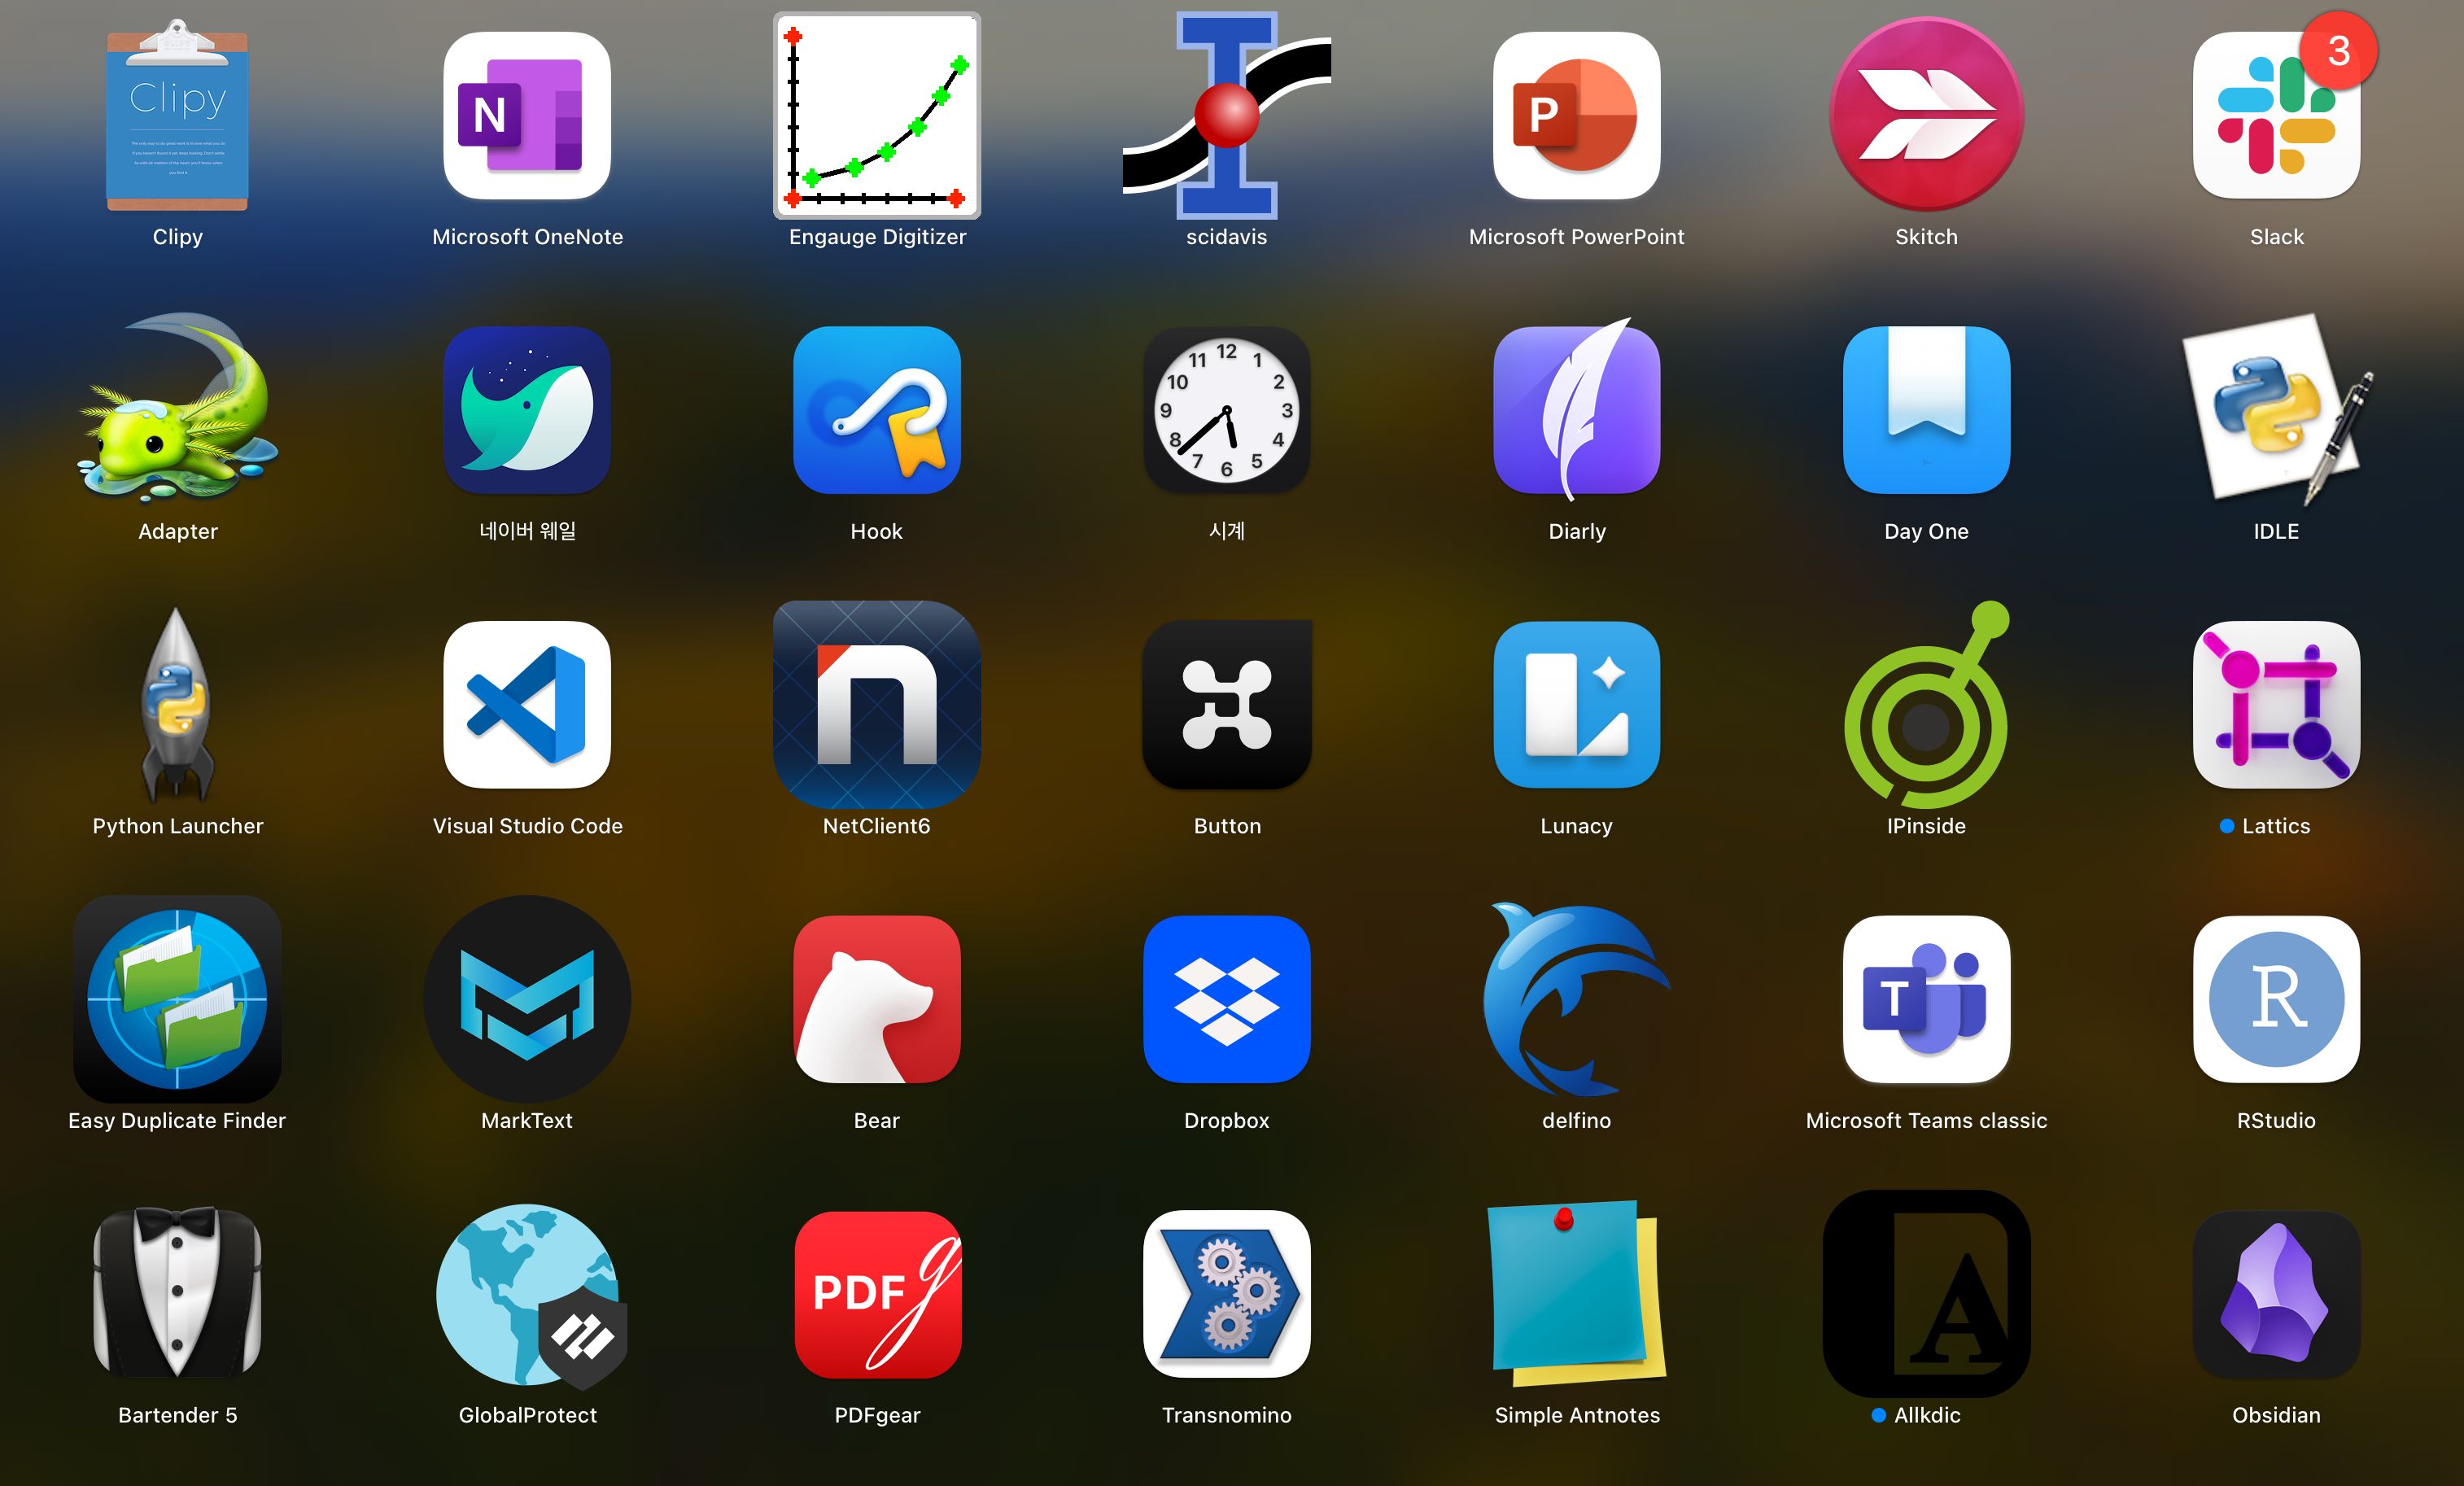 Clipy
Clipy
N
Microsoft OneNote
Engauge Digitizer
scidavis
P
Microsoft PowerPoint
Skitch
3
Slack
Adapter
네이버 웨일
Hook
12
11 1
10 2
9 3
8 4
7 5
6
시계
Diarly
Day One
IDLE
Python Launcher
Visual Studio Code
n
NetClient6
Button
Lunacy
IPinside
Lattics
Easy Duplicate Finder
MarkText
Bear
Dropbox
delfino
T
Microsoft Teams classic
R
RStudio
Bartender 5
GlobalProtect
PDF g
PDFgear
Transnomino
Simple Antnotes
A
Allkdic
Obsidian